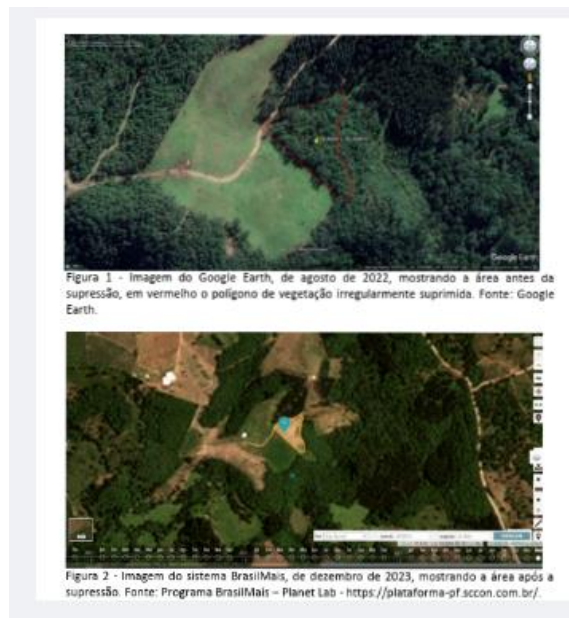 Google Earth
Figura 1 - Imagem do Google Earth, de agosto de 2022, mostrando a área antes da
supressão, em vermelho o polígono de vegetação irregularmente suprimida. Fonte: Google
Earth.
Figura 2 - Imagem do sistema BrasilMais, de dezembro de 2023, mostrando a área após a
supressão. Fonte: Programa BrasilMais – Planet Lab - https://plataforma-pf.sccon.com.br/.